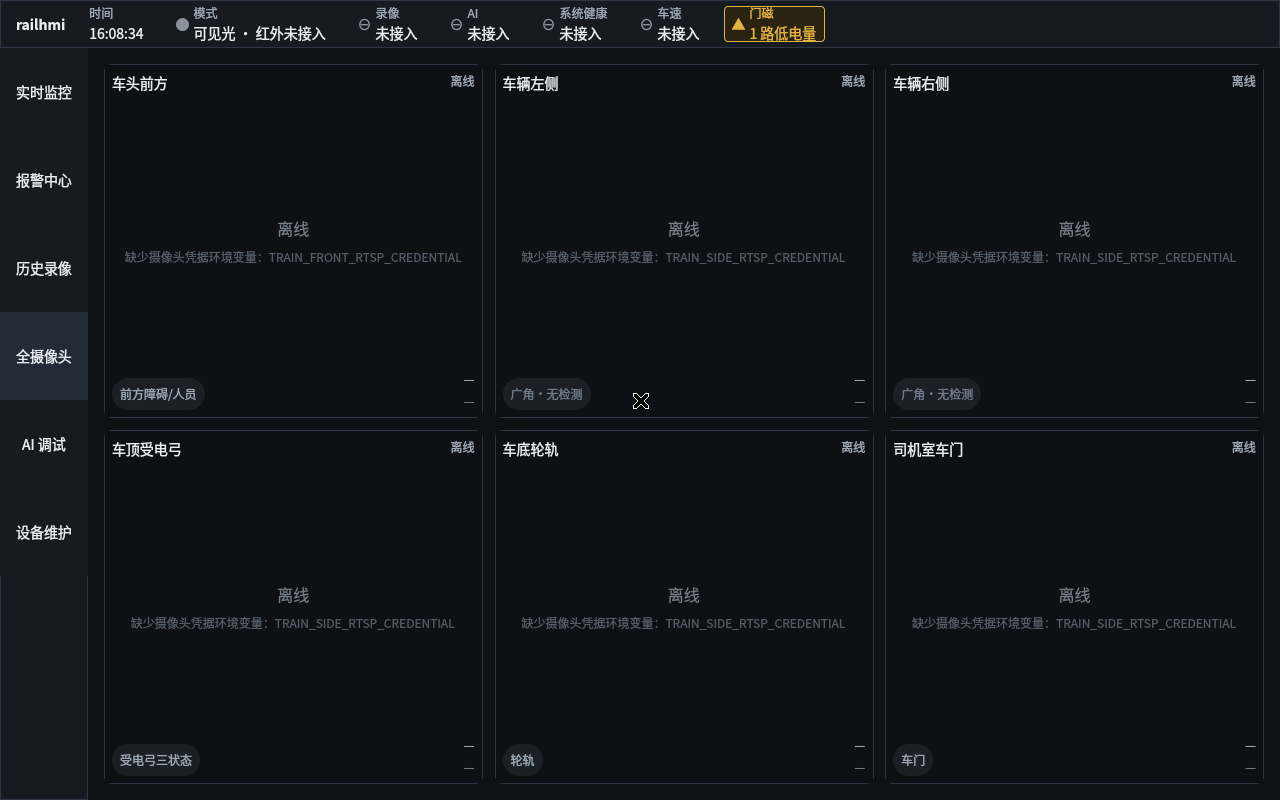 railhmi
时间
16:08:34
模式
可见光 · 红外未接入
录像
未接入
AI
未接入
系统健康
未接入
车速
未接入
门磁
1 路低电量
实时监控
报警中心
历史录像
全摄像头
AI 调试
设备维护
车头前方
离线
离线
缺少摄像头凭据环境变量：TRAIN_FRONT_RTSP_CREDENTIAL
前方障碍/人员
—
—
车辆左侧
离线
离线
缺少摄像头凭据环境变量：TRAIN_SIDE_RTSP_CREDENTIAL
广角·无检测
—
—
车辆右侧
离线
离线
缺少摄像头凭据环境变量：TRAIN_SIDE_RTSP_CREDENTIAL
广角·无检测
—
—
车顶受电弓
离线
离线
缺少摄像头凭据环境变量：TRAIN_SIDE_RTSP_CREDENTIAL
受电弓三状态
—
—
车底轮轨
离线
离线
缺少摄像头凭据环境变量：TRAIN_SIDE_RTSP_CREDENTIAL
轮轨
—
—
司机室车门
离线
离线
缺少摄像头凭据环境变量：TRAIN_SIDE_RTSP_CREDENTIAL
车门
—
—